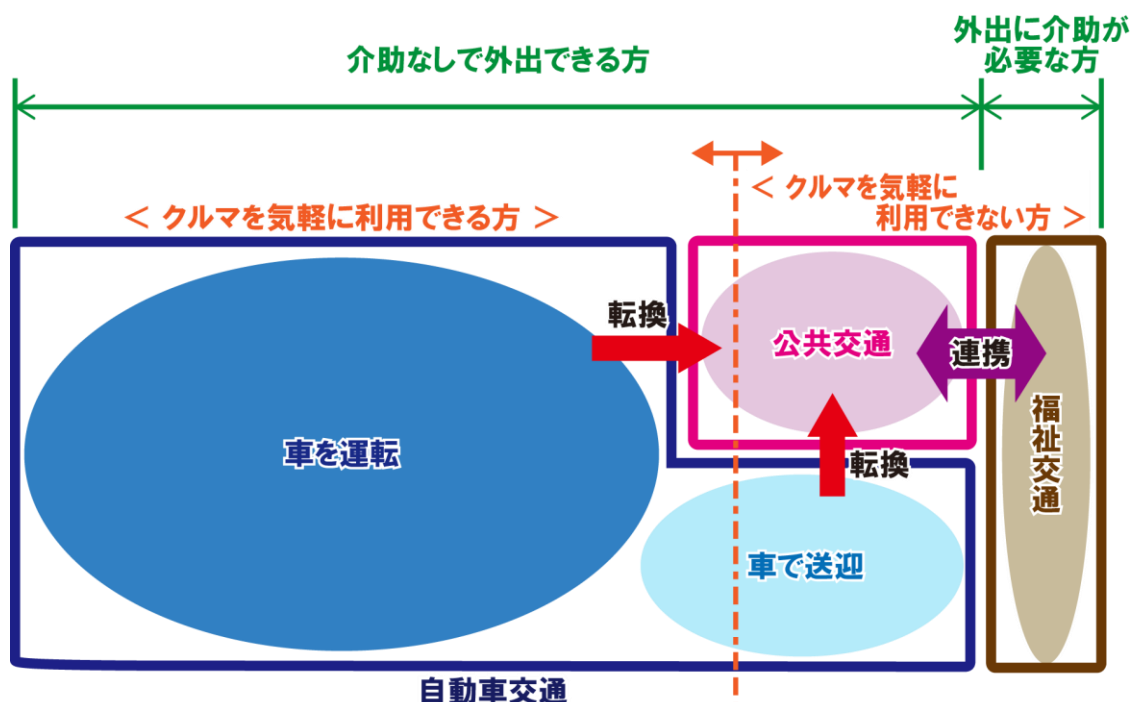 外出に介助が
必要な方
介助なしで外出できる方
< クルマを気軽に
利用できない方 >
< クルマを気軽に利用できる方 >
転換
公共交通
連携
福祉交通
車を運転
転換
車で送迎
自動車交通